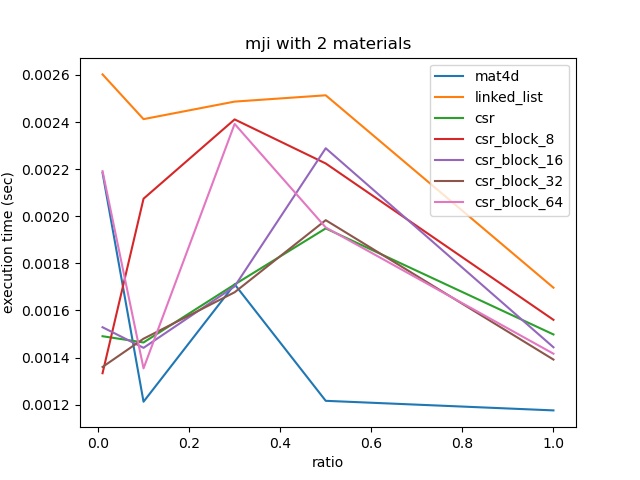 mji with 2 materials
mat4d
linked_list
csr
csr_block_8
csr_block_16
csr_block_32
csr_block_64
execution time (sec)
0.0026
0.0024
0.0022
0.0020
0.0018
0.0016
0.0014
0.0012
0.0 0.2 0.4 0.6 0.8 1.0
ratio